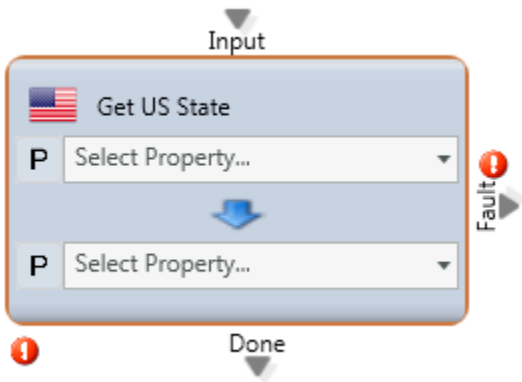 Input
Get US State
P Select Property...
Fault
P Select Property...
Done